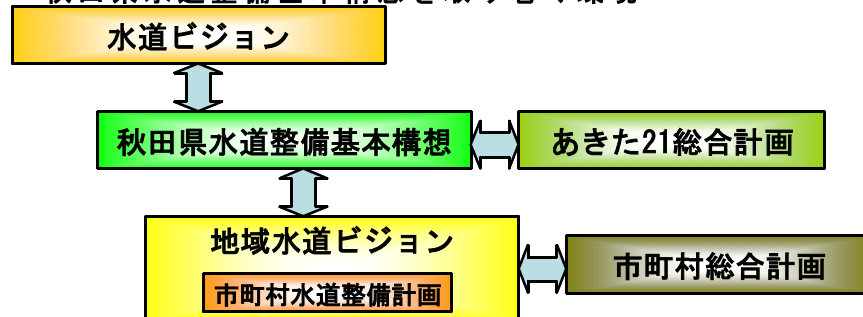 水道ビジョン
秋田県水道整備基本構想
あきた21総合計画
地域水道ビジョン
市町村総合計画
市町村水道整備計画